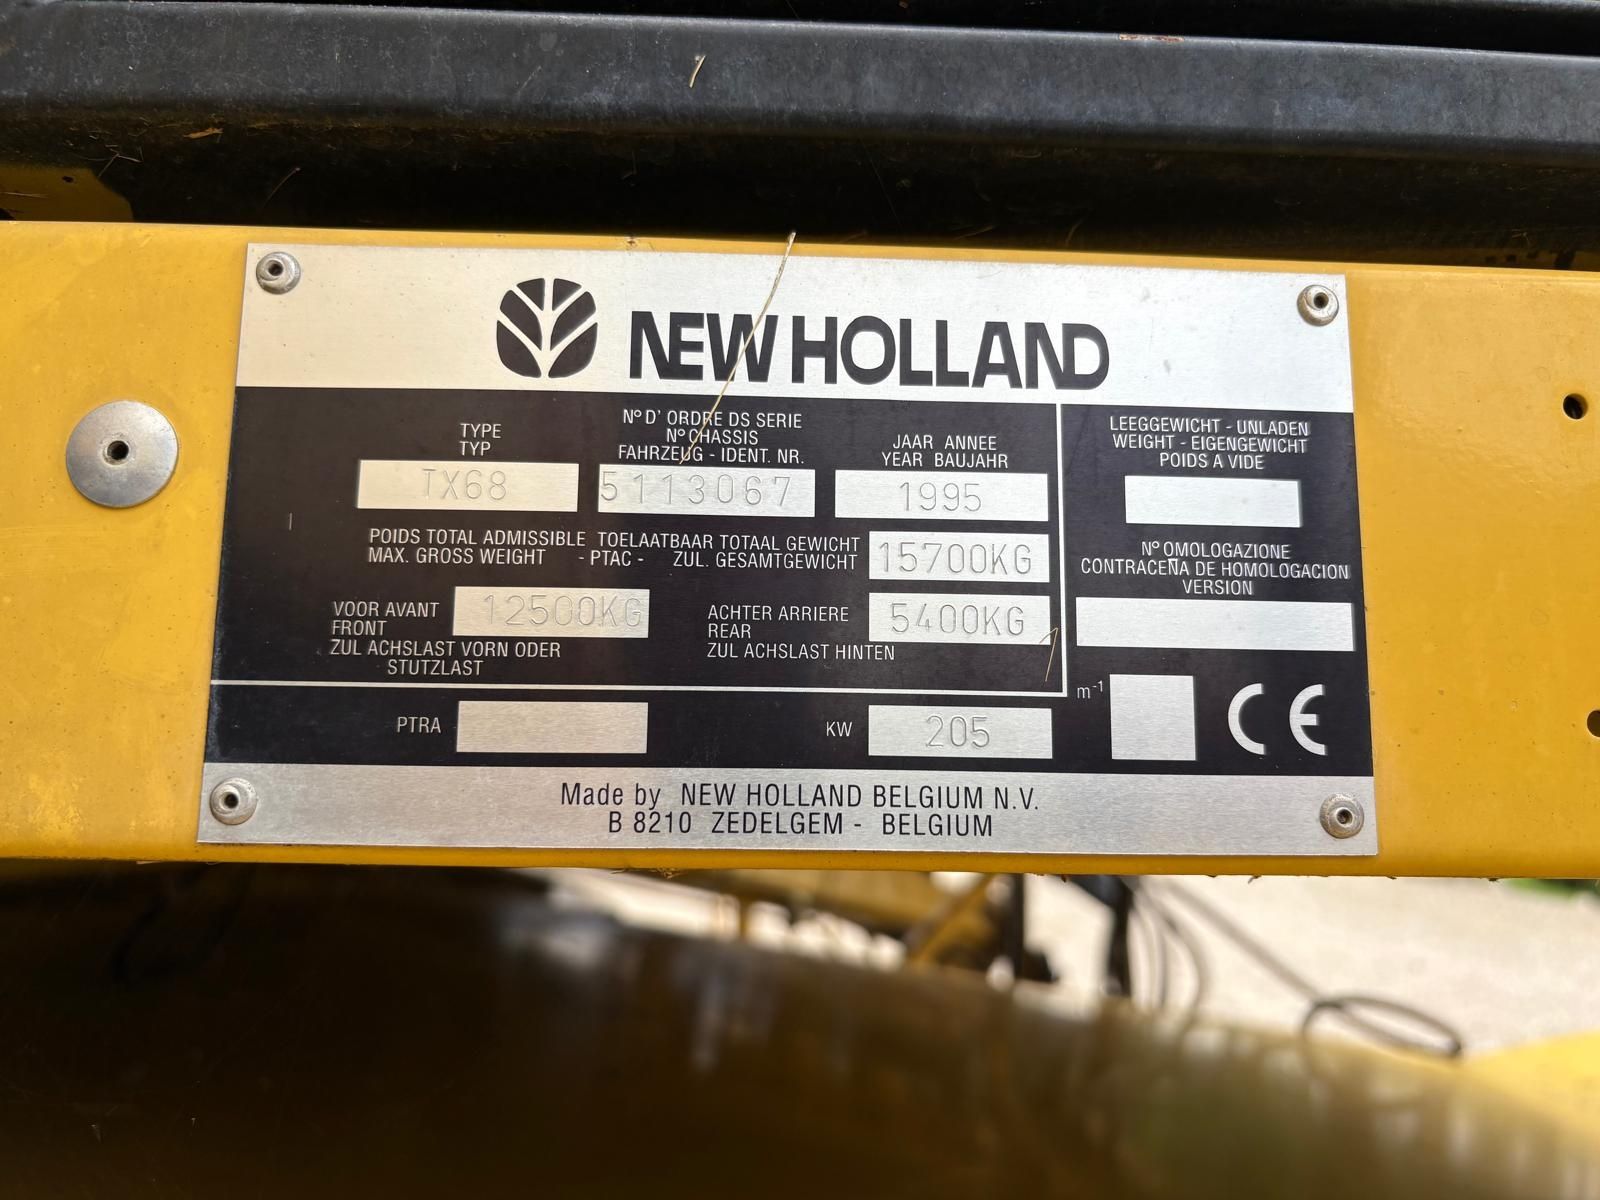 NEW HOLLAND
TYPE
TYP
TX68
N° D' ORDRE DS SERIE
N° CHASSIS
FAHRZEUG - IDENT. NR.
5113067
JAAR ANNEE
YEAR BAUJAHR
1995
LEEGGEWICHT - UNLADEN
WEIGHT - EIGENGEWICHT
POIDS A VIDE
POIDS TOTAL ADMISSIBLE TOELAATBAAR TOTAAL GEWICHT
MAX. GROSS WEIGHT - PTAC - ZUL. GESAMTGEWICHT
15700KG
N° OMOLOGAZIONE
CONTRACEÑA DE HOMOLOGACION
VERSION
VOOR AVANT
FRONT
ZUL ACHSLAST VORN ODER
STUTZLAST
12500KG
ACHTER ARRIERE
REAR
ZUL ACHSLAST HINTEN
5400KG
PTRA
KW
205
m-1
CE
Made by NEW HOLLAND BELGIUM N.V.
B 8210 ZEDELGEM - BELGIUM